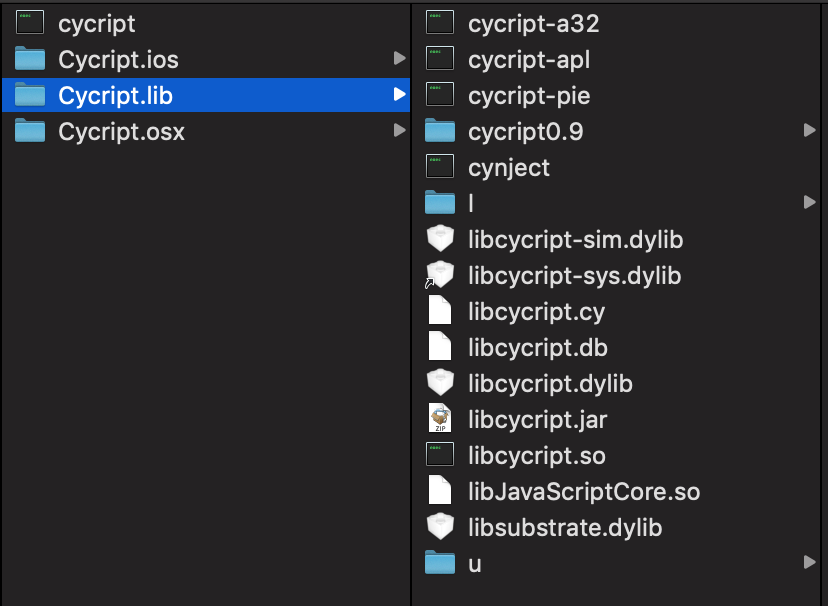 cycript
Cycript.ios
Cycript.lib
Cycript.osx
cycript-a32
cycript-apl
cycript-pie
cycript0.9
cynject
l
libcycript-sim.dylib
libcycript-sys.dylib
libcycript.cy
libcycript.db
libcycript.dylib
libcycript.jar
libcycript.so
libJavaScriptCore.so
libsubstrate.dylib
u